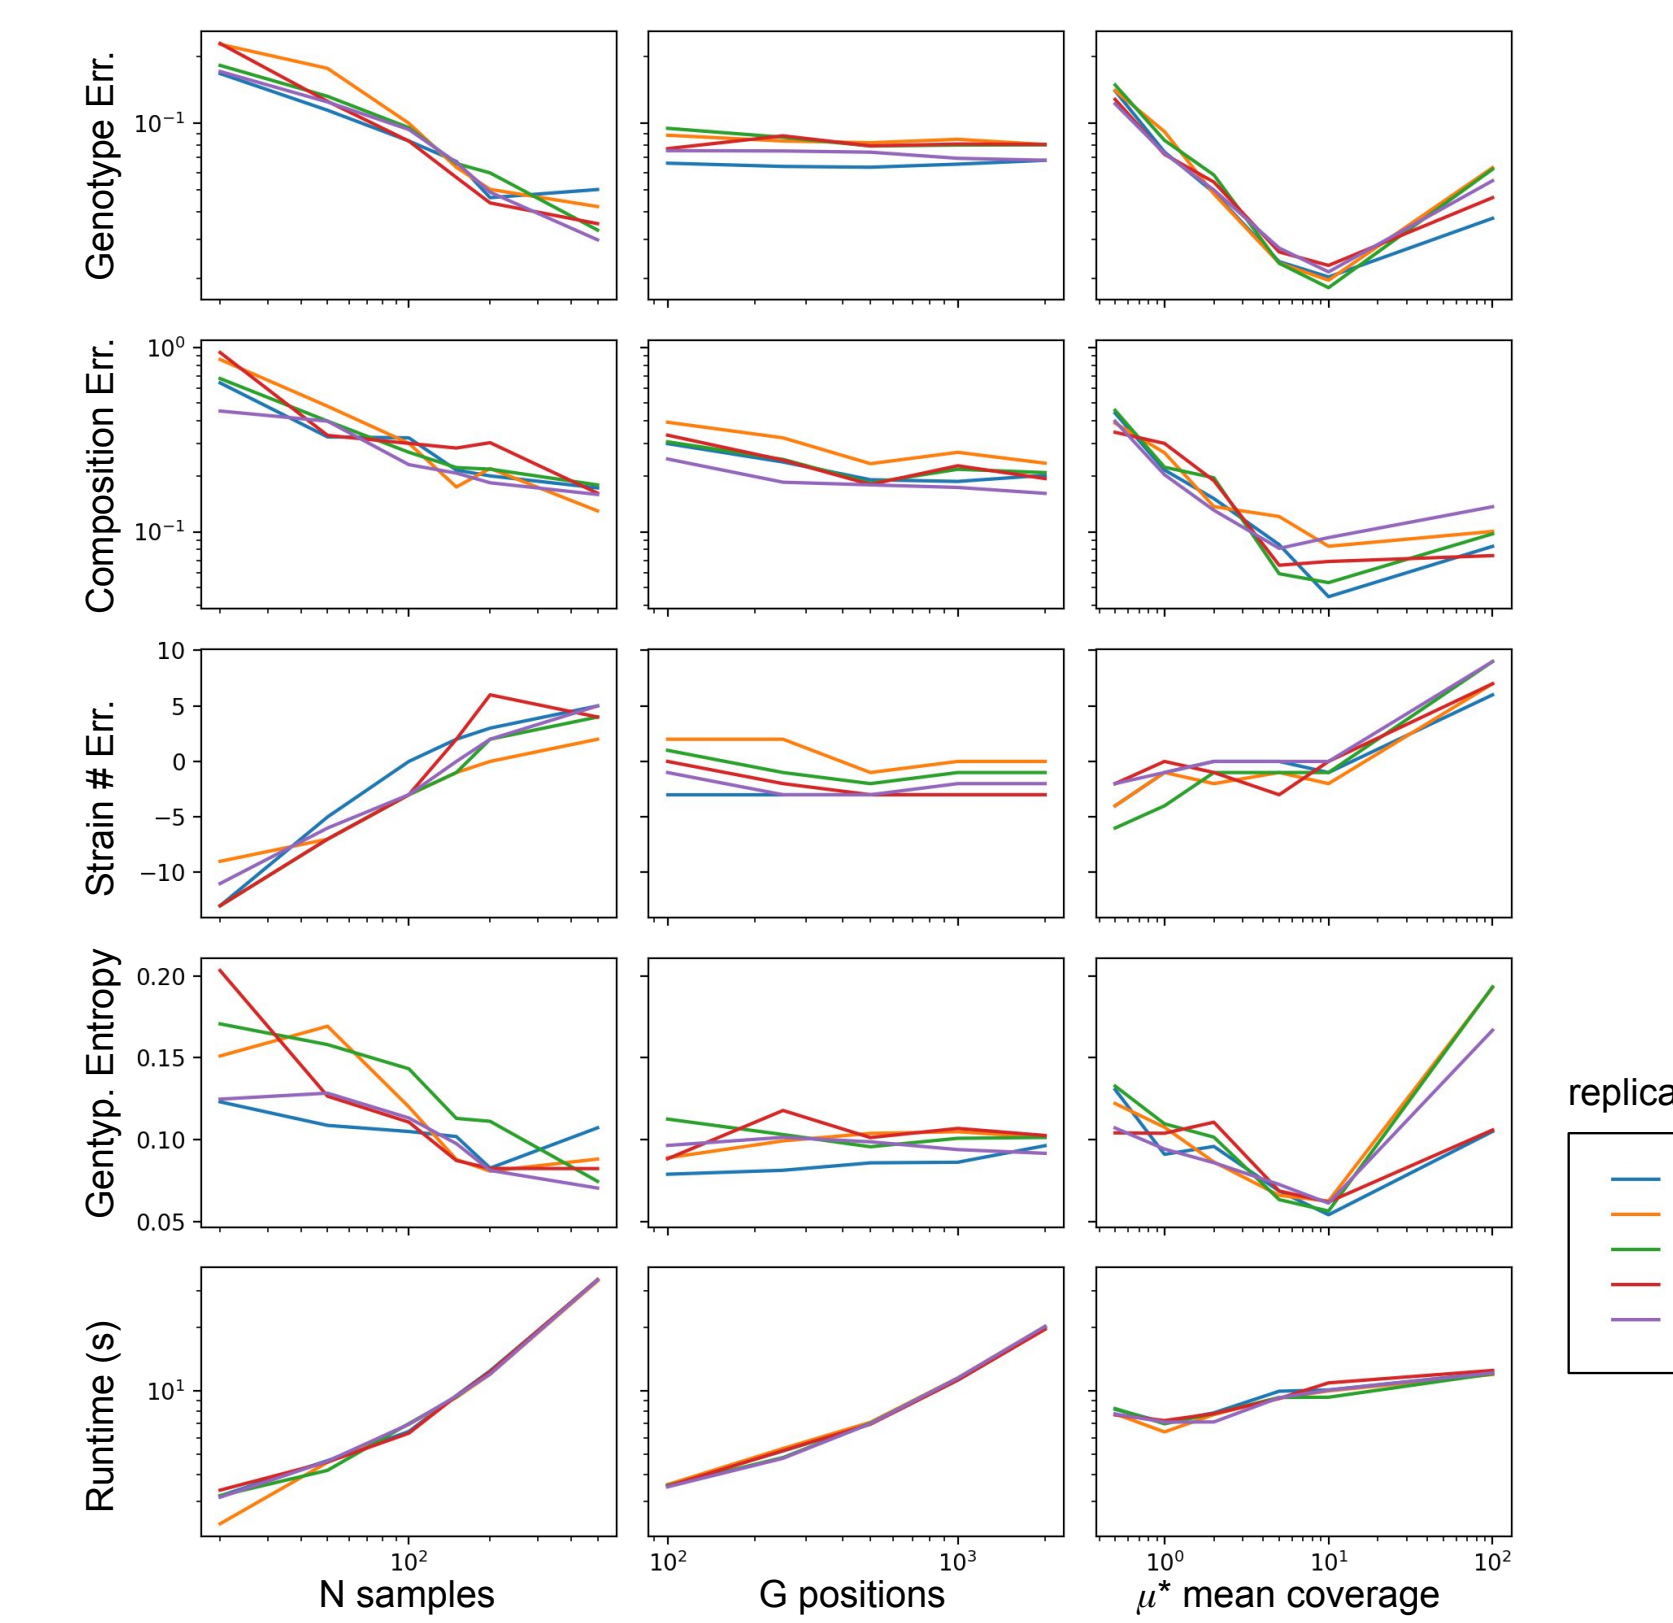 Genotype Err.
10⁻¹
Composition Err.
10⁰
10⁻¹
Strain # Err.
10
5
0
−5
−10
Gentyp. Entropy
0.20
0.15
0.10
0.05
replica
Runtime (s)
10¹
10²
10² 10³
10⁰ 10¹ 10²
N samples
G positions
μ* mean coverage